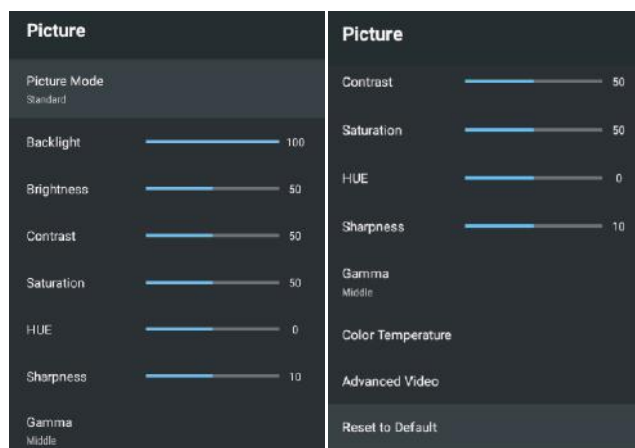 Picture
Picture Mode
Standard
Backlight 100
Brightness 50
Contrast 50
Saturation 50
HUE 0
Sharpness 10
Gamma
Middle
Picture
Contrast 50
Saturation 50
HUE 0
Sharpness 10
Gamma
Middle
Color Temperature
Advanced Video
Reset to Default